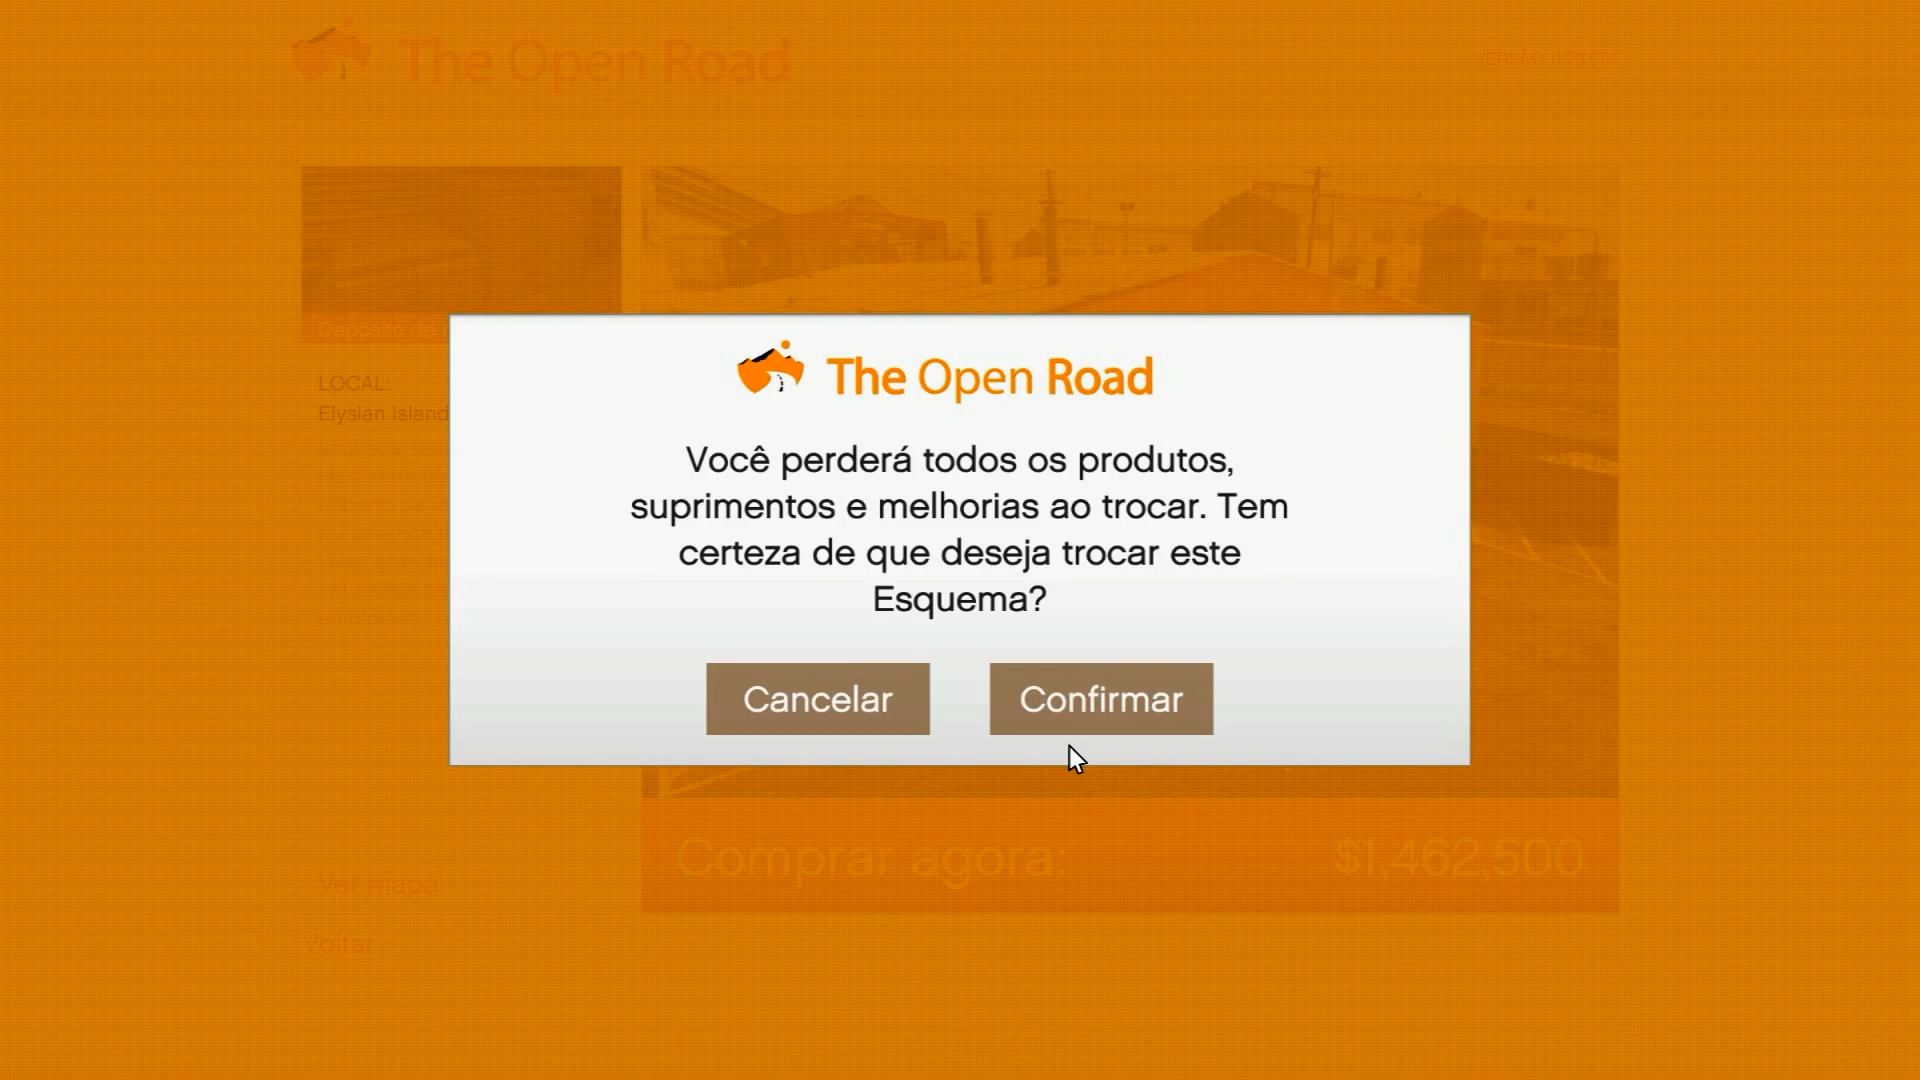 The Open Road
LOCAL:
Elysian Island
The Open Road
Você perderá todos os produtos,
suprimentos e melhorias ao trocar. Tem
certeza de que deseja trocar este
Esquema?
Cancelar
Confirmar
Comprar agora:
$1,462,500
Ver mapa
Voltar